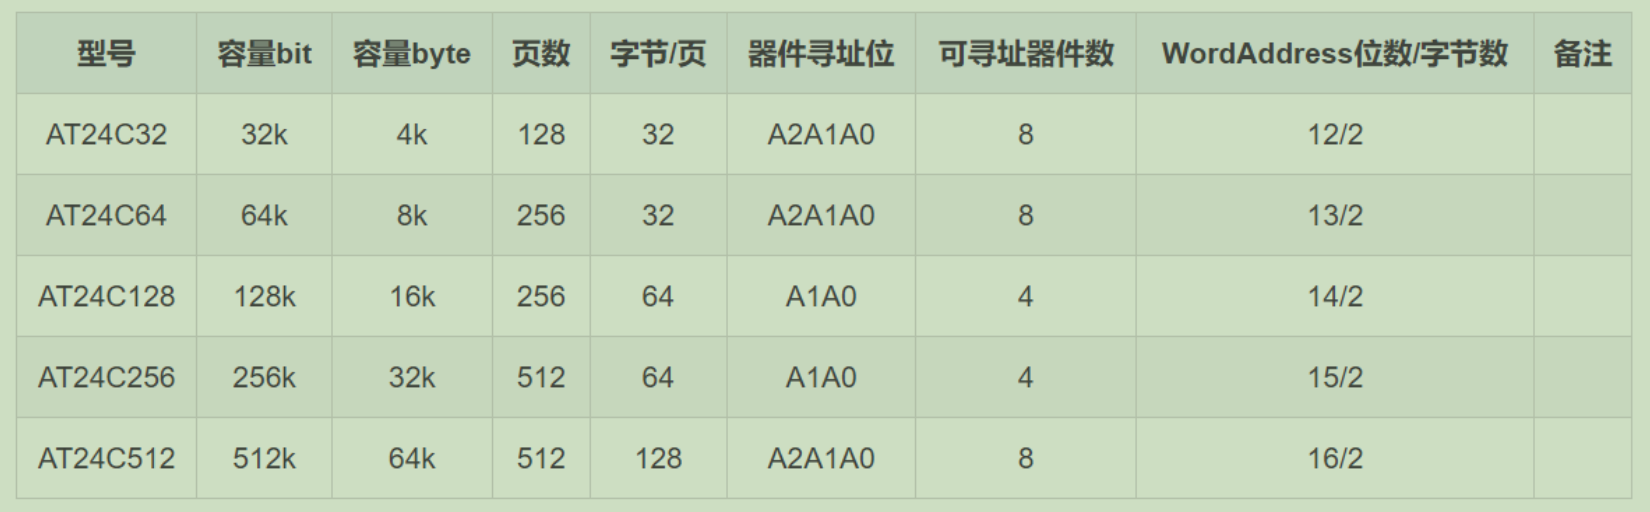 型号 容量bit 容量byte 页数 字节/页 器件寻址位 可寻址器件数 WordAddress位数/字节数 备注
AT24C32 32k 4k 128 32 A2A1A0 8 12/2
AT24C64 64k 8k 256 32 A2A1A0 8 13/2
AT24C128 128k 16k 256 64 A1A0 4 14/2
AT24C256 256k 32k 512 64 A1A0 4 15/2
AT24C512 512k 64k 512 128 A2A1A0 8 16/2